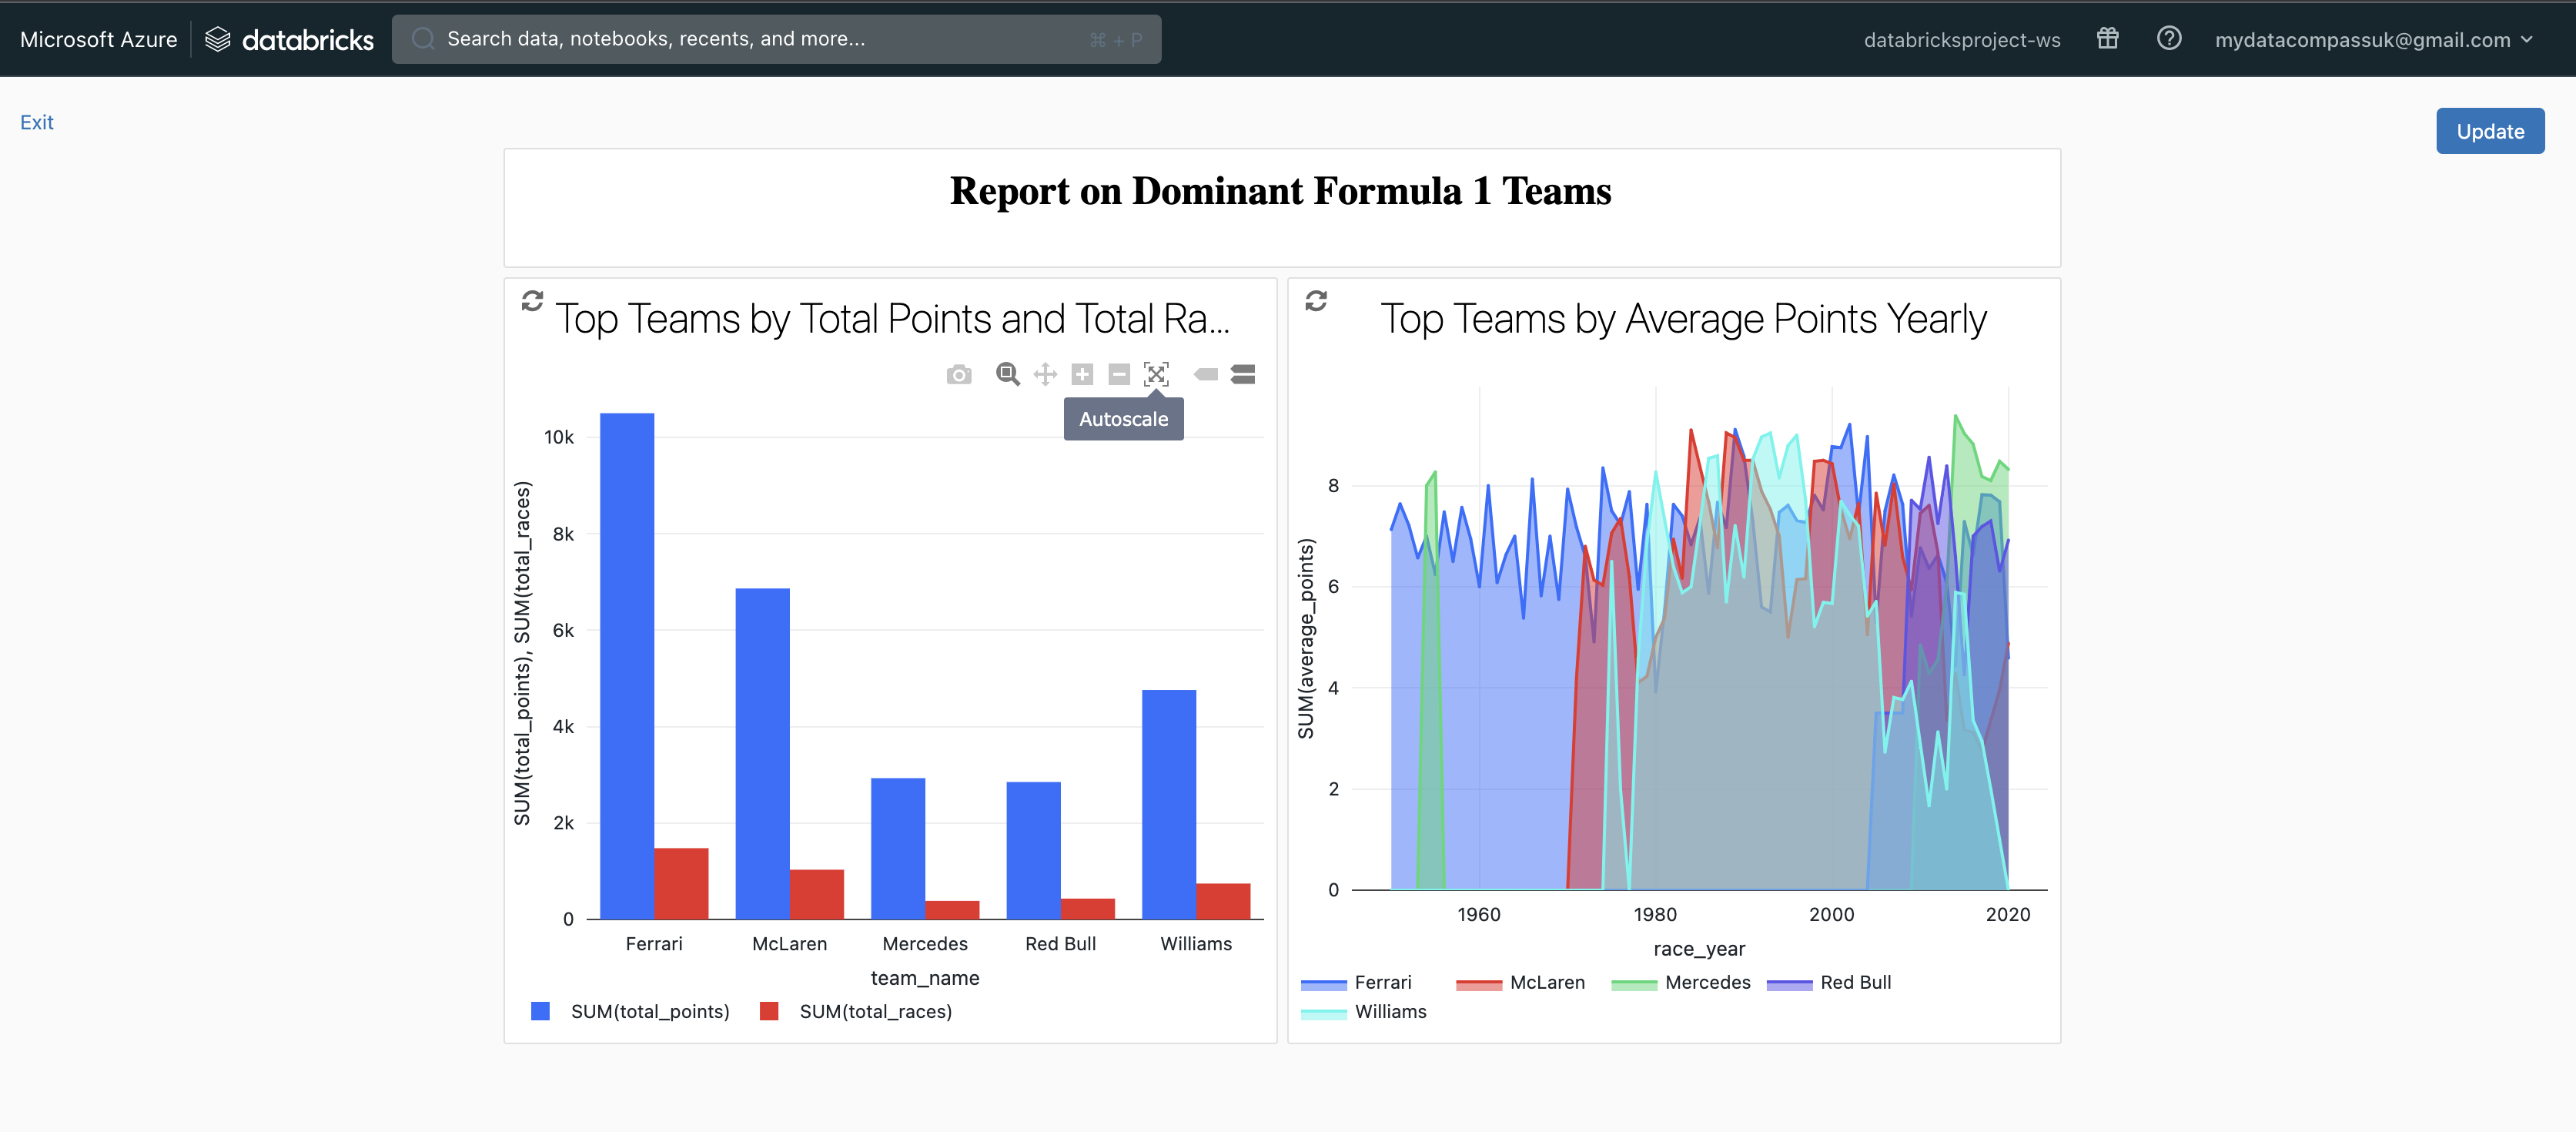 Microsoft Azure databricks Search data, notebooks, recents, and more... ⌘ + P databricksproject-ws mydatacompassuk@gmail.com
Exit
Update
Report on Dominant Formula 1 Teams
Top Teams by Total Points and Total Ra...
Autoscale
SUM(total_points), SUM(total_races)
10k
8k
6k
4k
2k
0
Ferrari McLaren Mercedes Red Bull Williams
team_name
SUM(total_points) SUM(total_races)
Top Teams by Average Points Yearly
SUM(average_points)
8
6
4
2
0
1960 1980 2000 2020
race_year
Ferrari McLaren Mercedes Red Bull
Williams